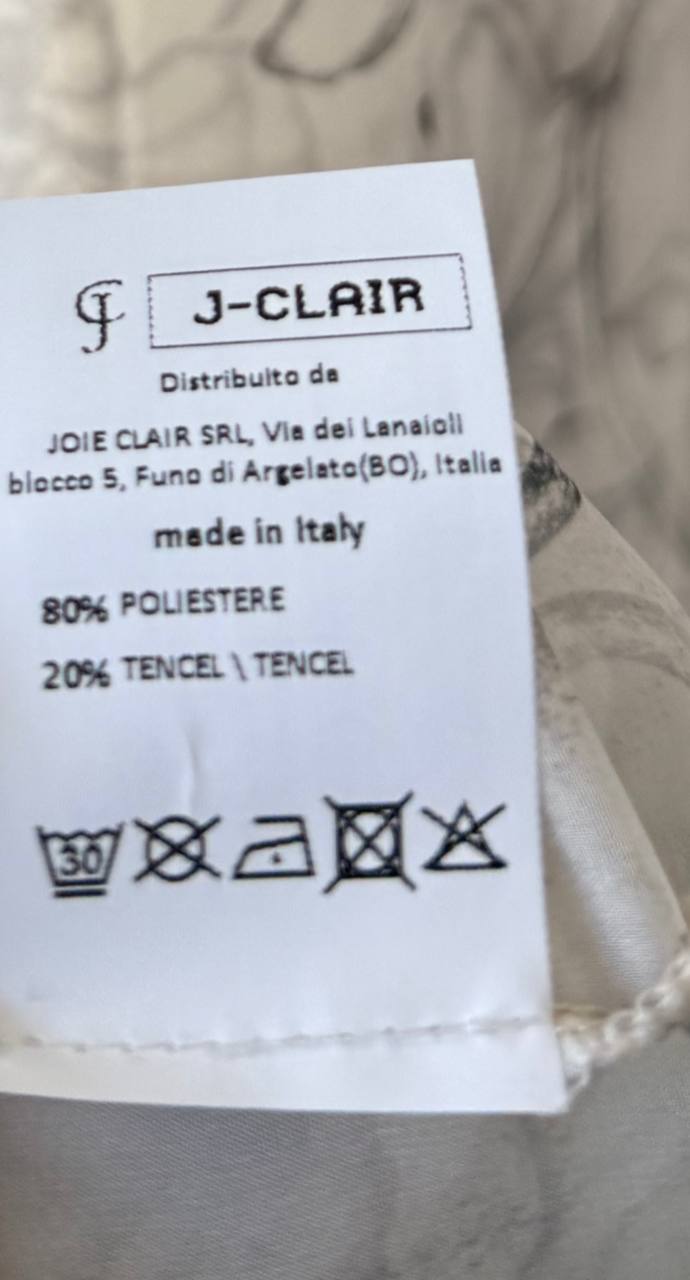 CJ
J-CLAIR
Distribuito da
JOIE CLAIR SRL, Via dei Lanaioli
blocco 5, Funo di Argelato(BO), Italia
made in Italy
80% POLIESTERE
20% TENCEL \ TENCEL
30